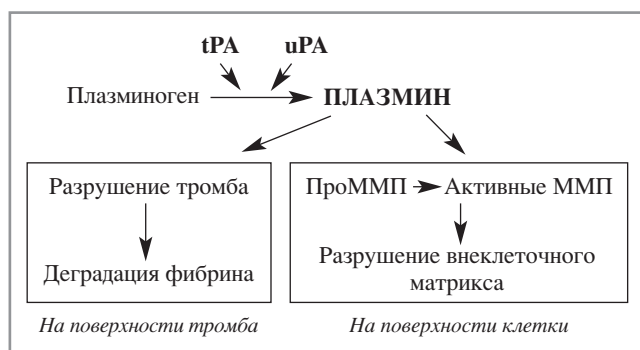 tPA uPA
Плазминоген ПЛАЗМИН
Разрушение тромба
Деградация фибрина
ПроММП Активные ММП
Разрушение внеклеточного
матрикса
На поверхности тромба На поверхности клетки